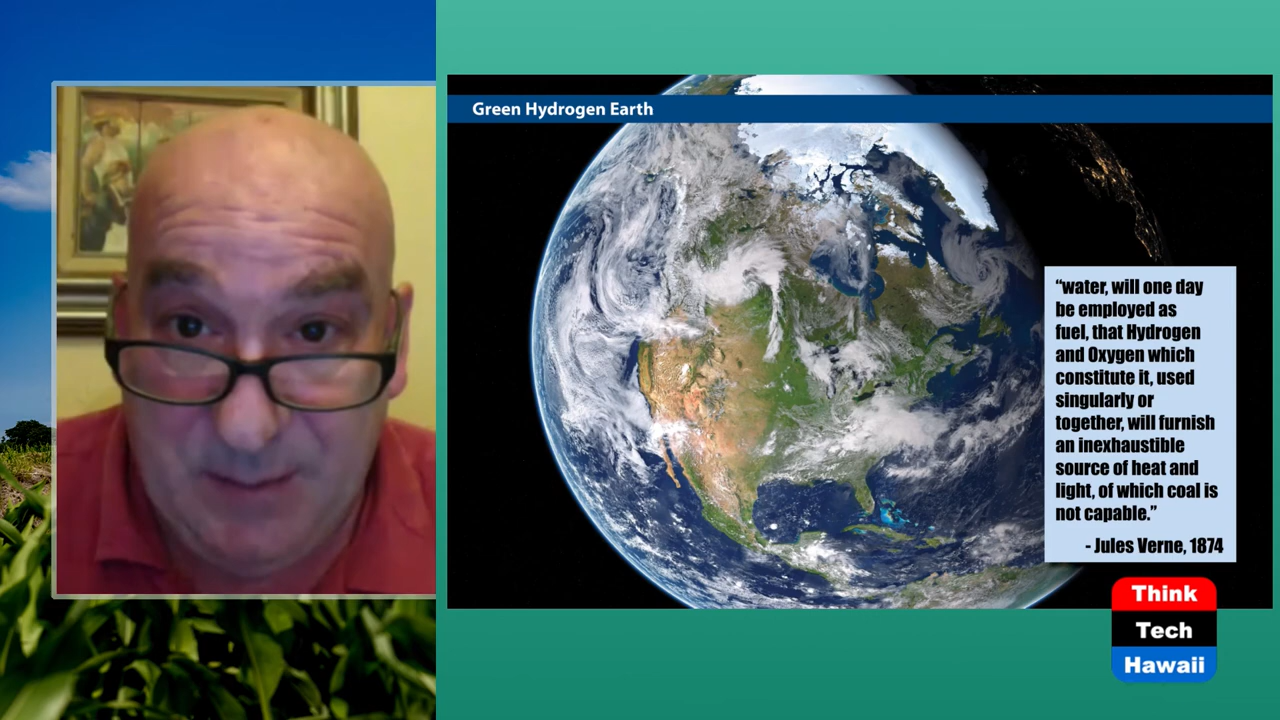 Green Hydrogen Earth
“water, will one day
be employed as
fuel, that Hydrogen
and Oxygen which
constitute it, used
singularly or
together, will furnish
an inexhaustible
source of heat and
light, of which coal is
not capable.”
- Jules Verne, 1874
Think
Tech
Hawaii